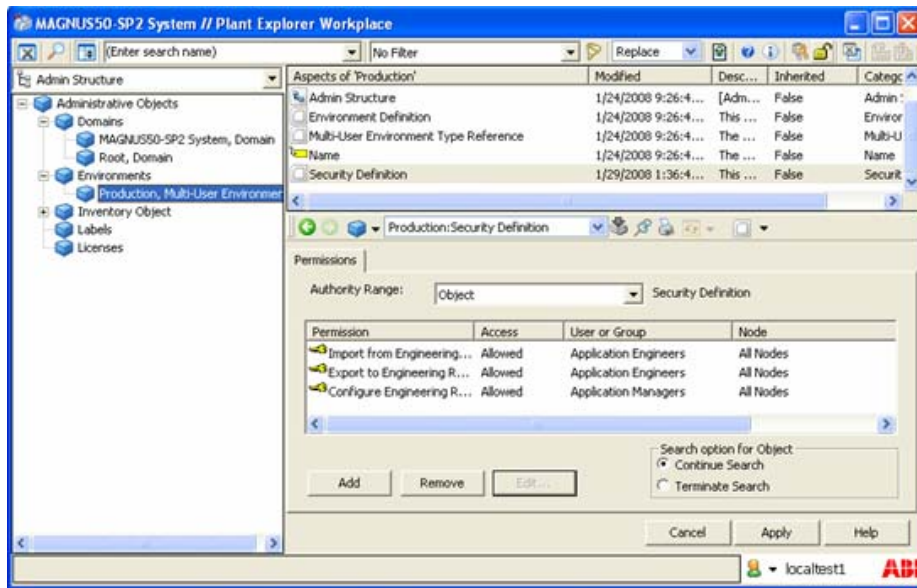 MAGNUS50-SP2 System // Plant Explorer Workplace
(Enter search name) No Filter Replace
Admin Structure
Administrative Objects
Domains
MAGNUS50-SP2 System, Domain
Root, Domain
Environments
Production, Multi-User Environmer
Inventory Object
Labels
Licenses
Aspects of 'Production' Modified Desc... Inherited Catego
Admin Structure 1/24/2008 9:26:4... [Adm... False Admin
Environment Definition 1/24/2008 9:26:4... This ... False Enviror
Multi-User Environment Type Reference 1/24/2008 9:26:4... The ... False Multi-U
Name 1/24/2008 9:26:4... The ... False Name
Security Definition 1/29/2008 1:36:4... This ... False Securit
Production:Security Definition
Permissions
Authority Range: Object Security Definition
Permission Access User or Group Node
Import from Engineering... Allowed Application Engineers All Nodes
Export to Engineering R... Allowed Application Engineers All Nodes
Configure Engineering R... Allowed Application Managers All Nodes
Search option for Object
Continue Search
Terminate Search
Add Remove Edit...
Cancel Apply Help
localtest1 ABB